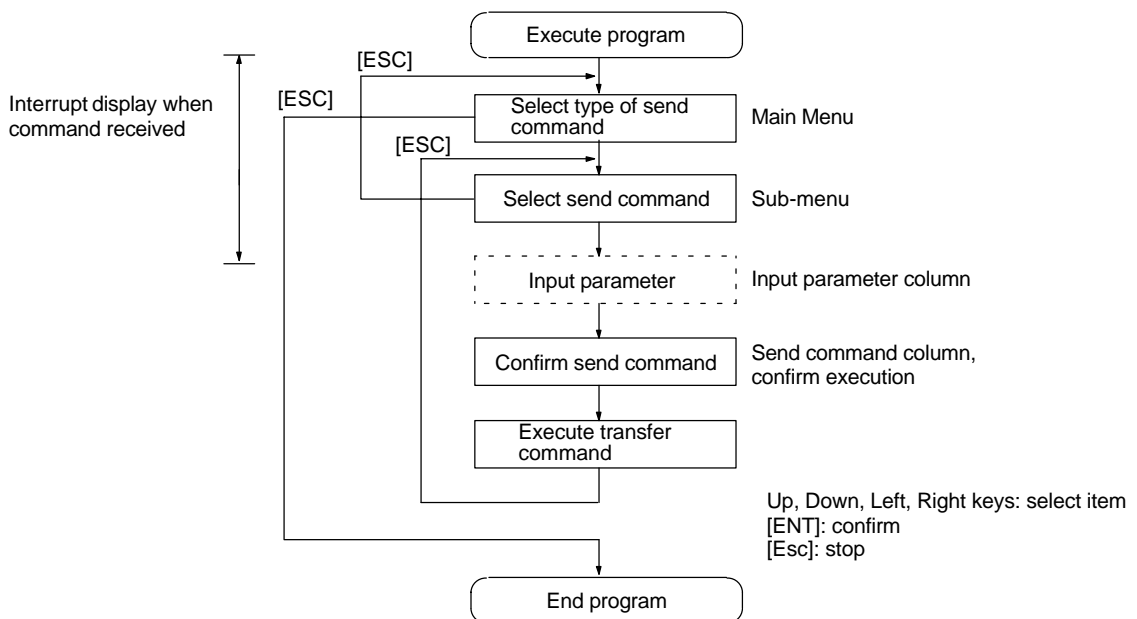 Execute program
[ESC]
[ESC]
Interrupt display when
command received
Select type of send
command
Main Menu
[ESC]
Select send command
Sub-menu
Input parameter
Input parameter column
Confirm send command
Send command column,
confirm execution
Execute transfer
command
Up, Down, Left, Right keys: select item
[ENT]: confirm
[Esc]: stop
End program